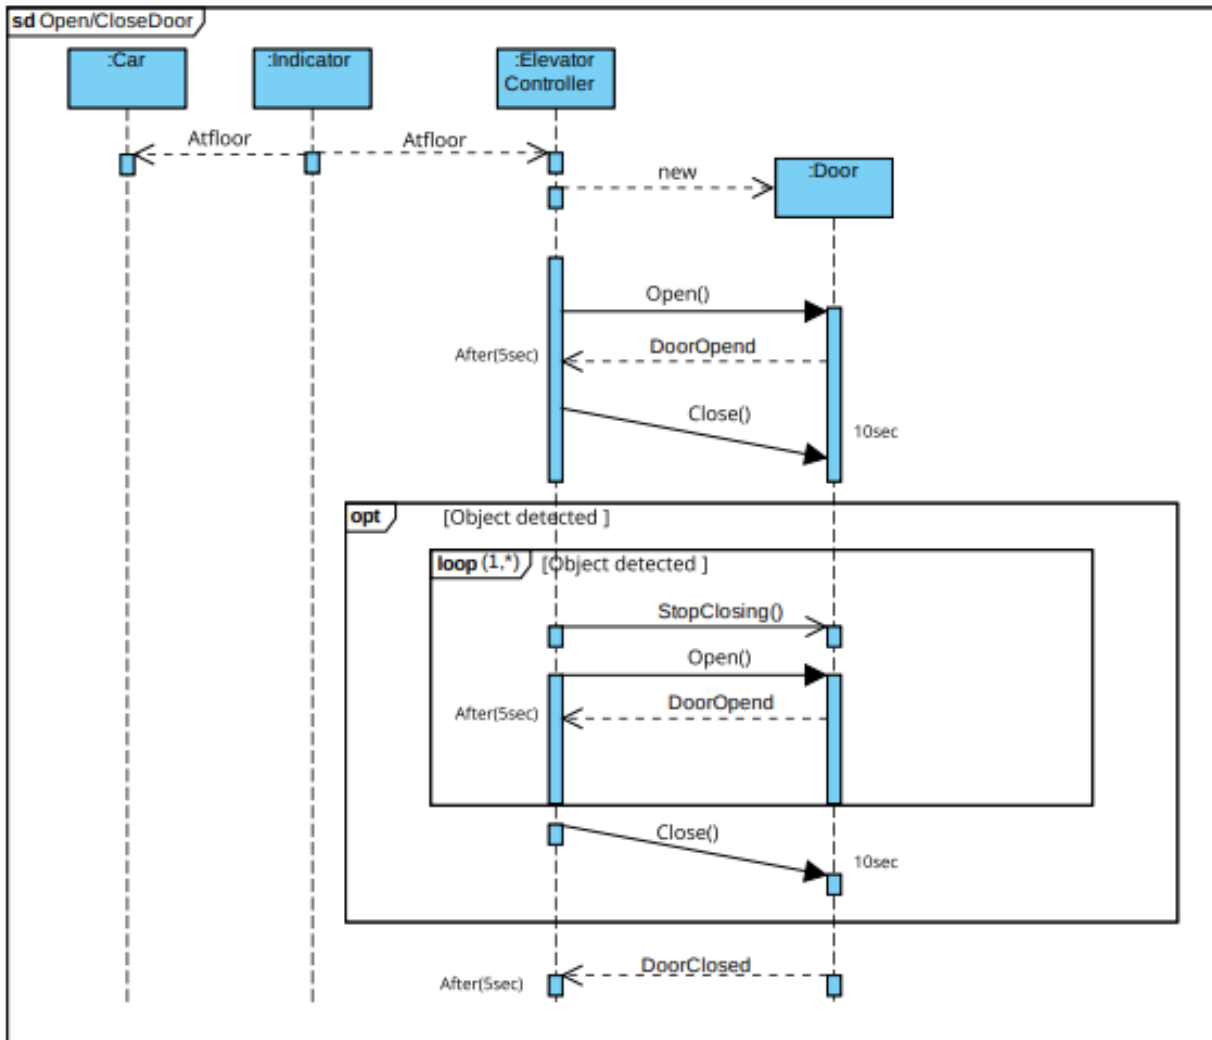 sd Open/CloseDoor
:Car
:Indicator
:Elevator
Controller
Atfloor
Atfloor
new
:Door
Open()
After(5sec)
DoorOpend
Close()
10sec
opt
[Object detected ]
loop (1,*)
[Object detected ]
StopClosing()
Open()
After(5sec)
DoorOpend
Close()
10sec
After(5sec)
DoorClosed